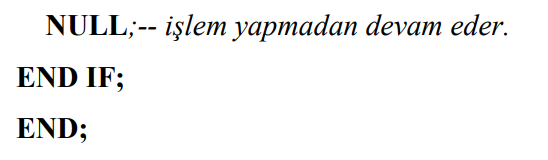 NULL;-- işlem yapmadan devam eder.
END IF;
END;